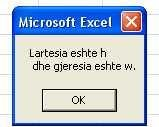 Microsoft Excel
Lartesia eshte h
dhe gjeresia eshte w.
OK